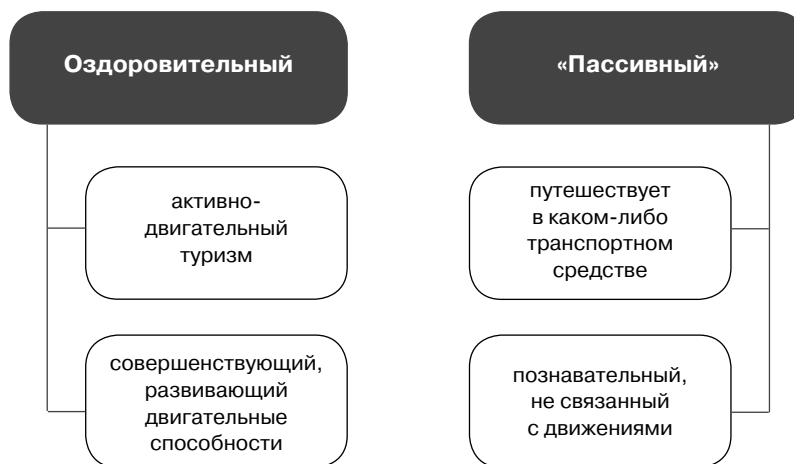 Оздоровительный
активно-
двигательный
туризм
совершенствующий,
развивающий
двигательные
способности
«Пассивный»
путешествует
в каком-либо
транспортном
средстве
познавательный,
не связанный
с движениями